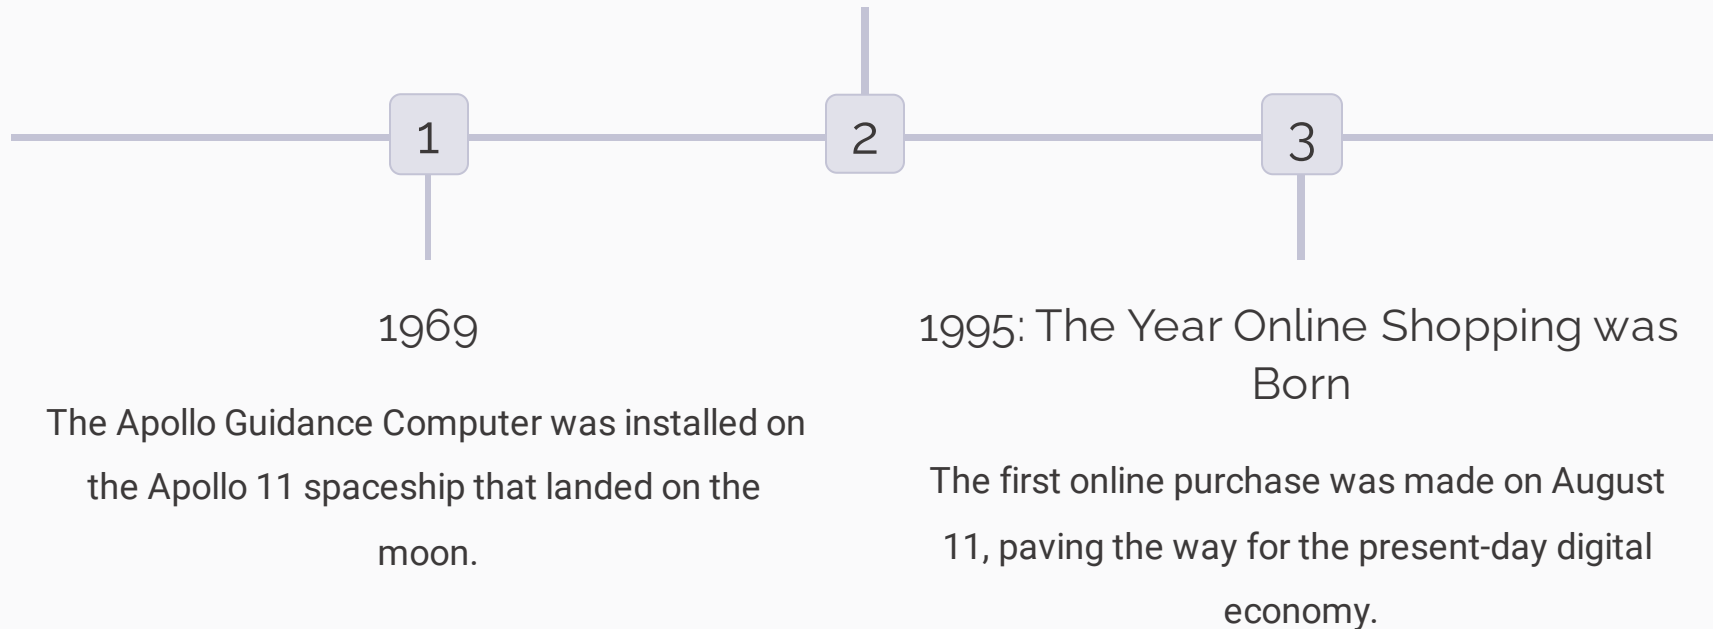 1
2
3
1969
The Apollo Guidance Computer was installed on
the Apollo 11 spaceship that landed on the
moon.
1995: The Year Online Shopping was
Born
The first online purchase was made on August
11, paving the way for the present-day digital
economy.